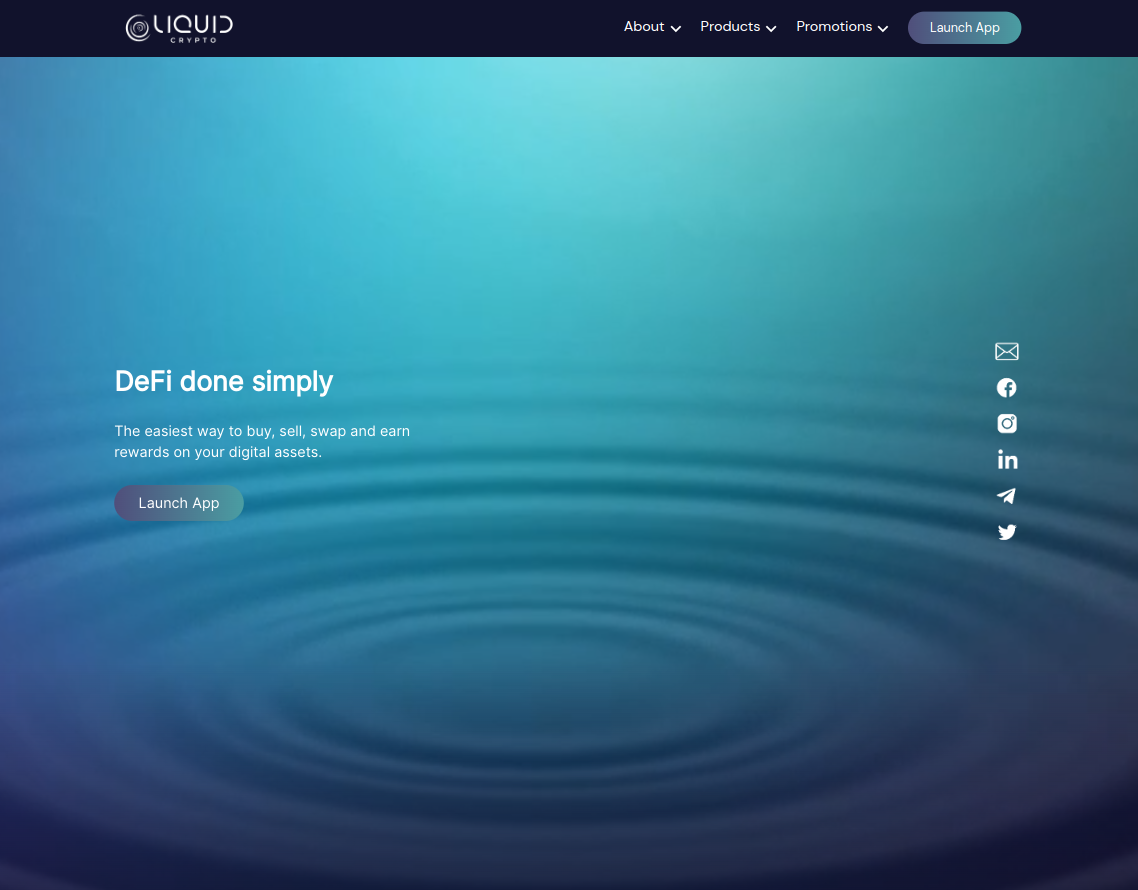 LIQUID
CRYPTO
About
Products
Promotions
Launch App
DeFi done simply
The easiest way to buy, sell, swap and earn
rewards on your digital assets.
Launch App